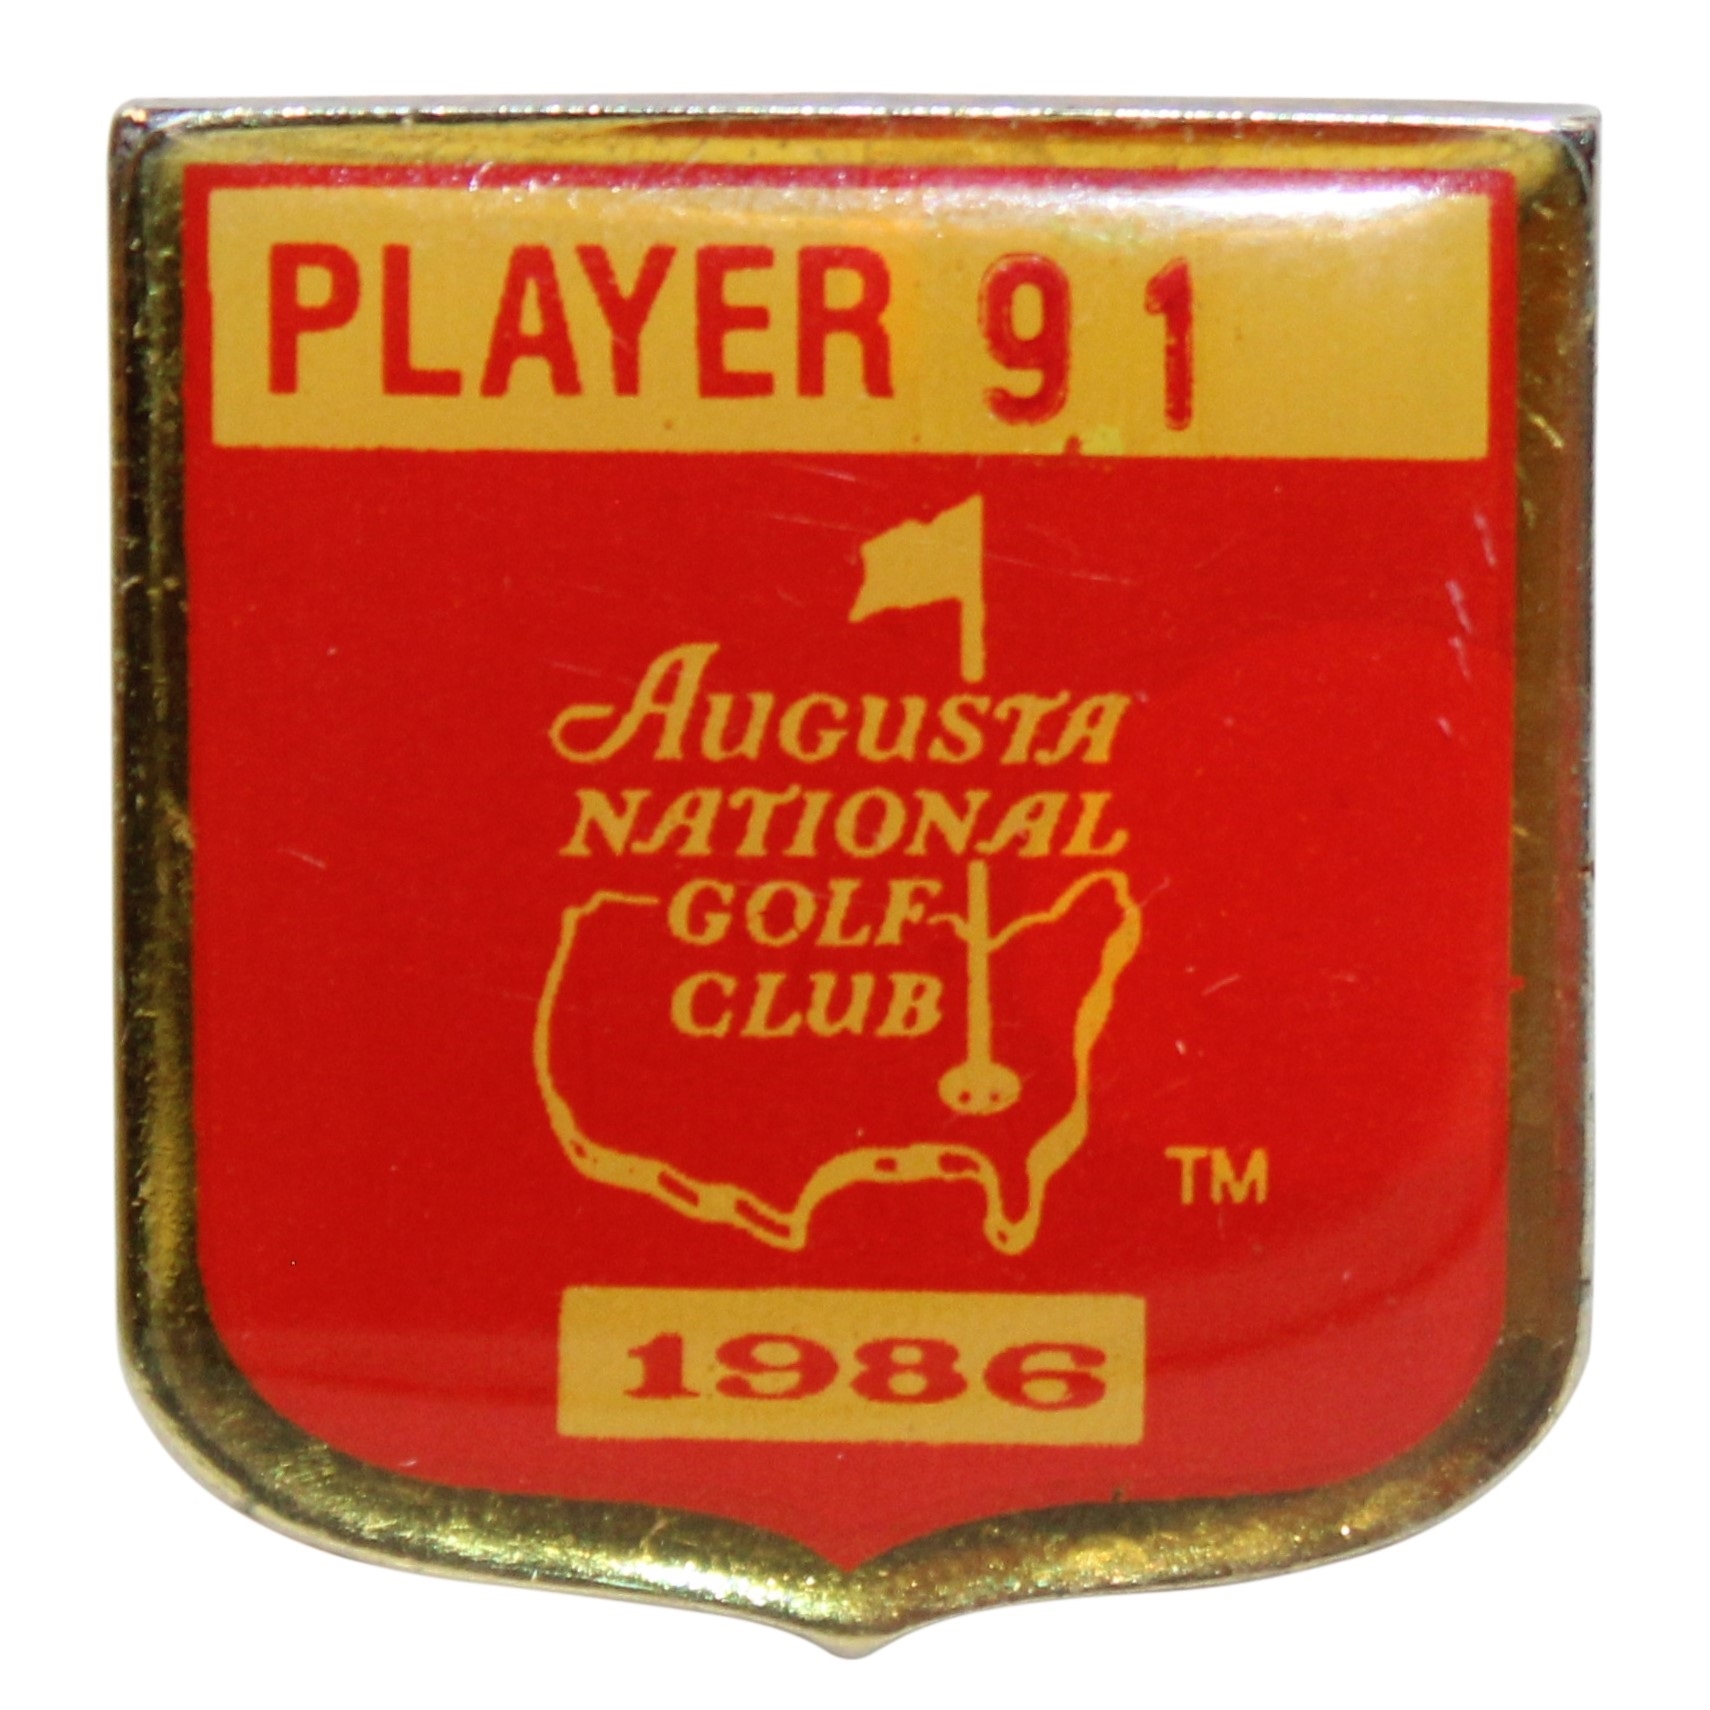 PLAYER 91
AUGUSTA
NATIONAL
GOLF
CLUB
TM
1986